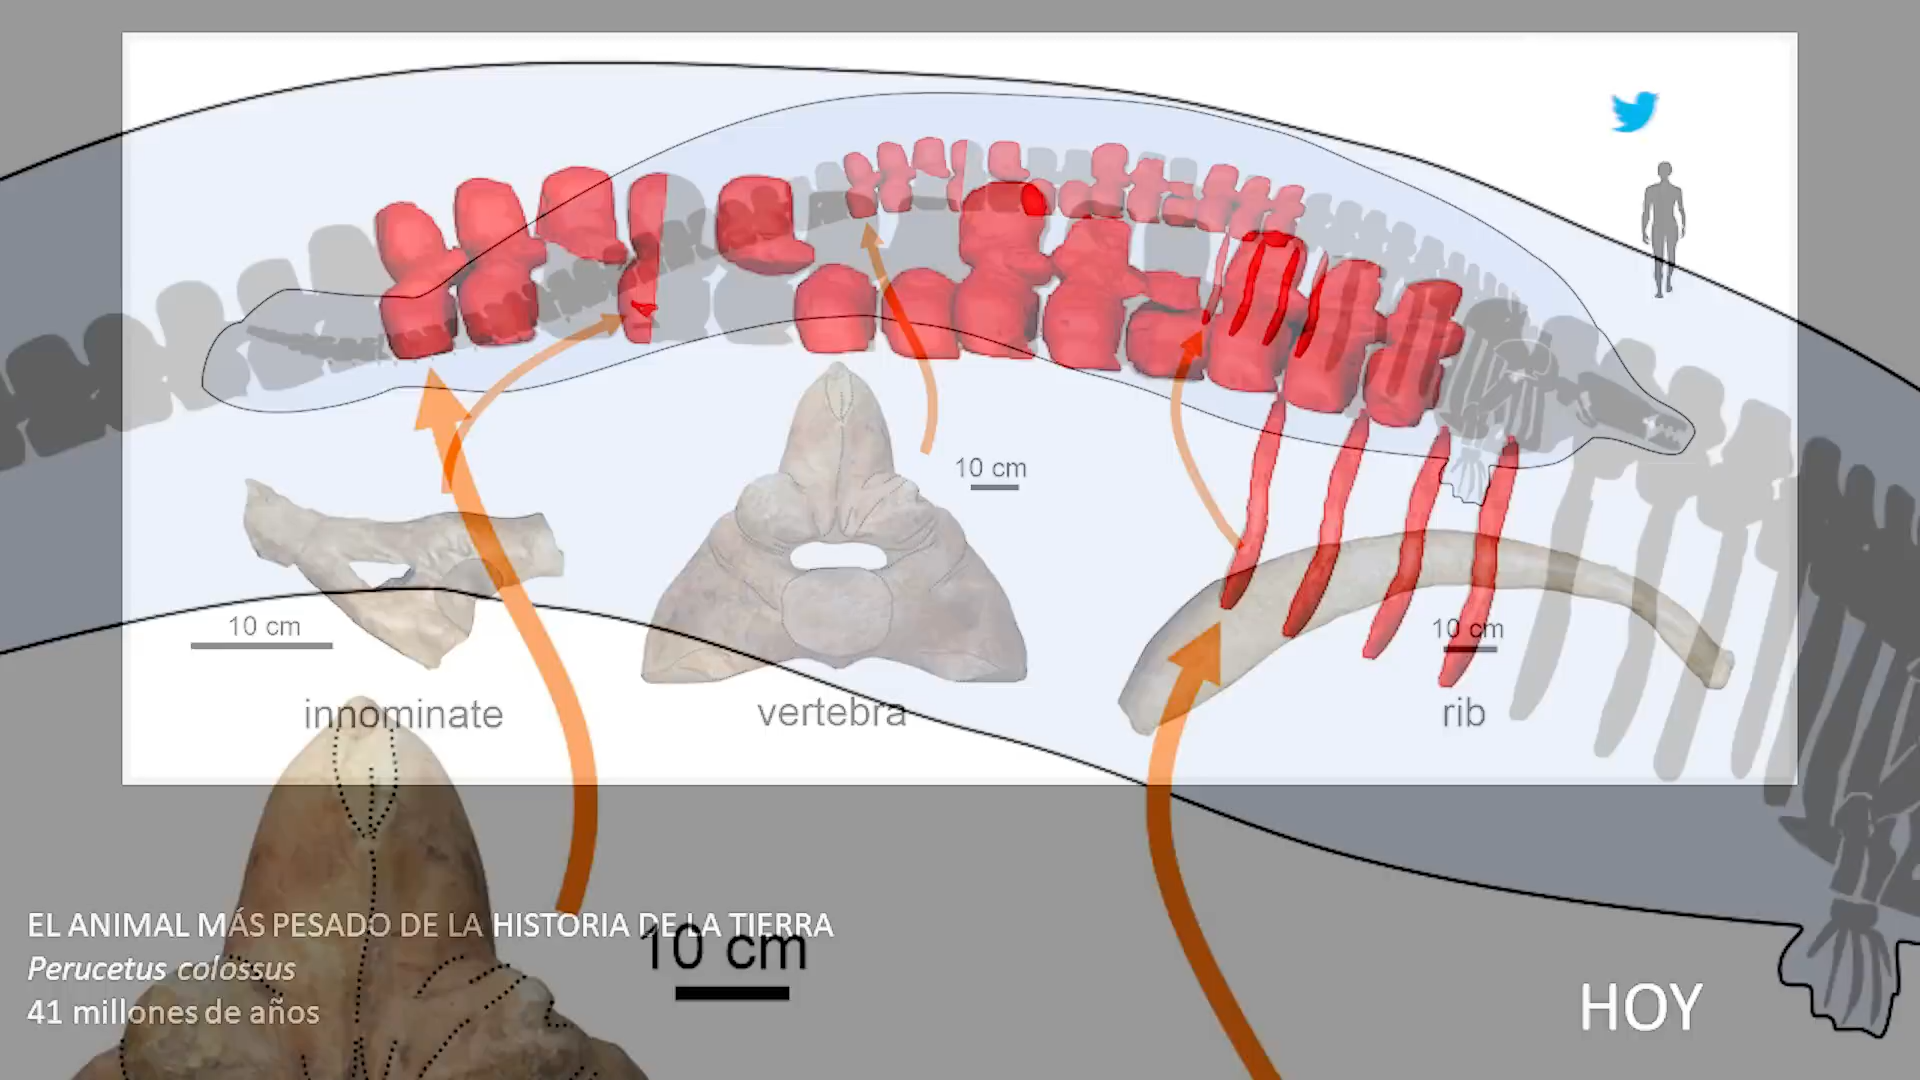 10 cm
10 cm
10 cm
innominate
vertebra
rib
EL ANIMAL MÁS PESADO DE LA HISTORIA DE LA TIERRA
10 cm
Perucetus colossus
41 millones de años
HOY